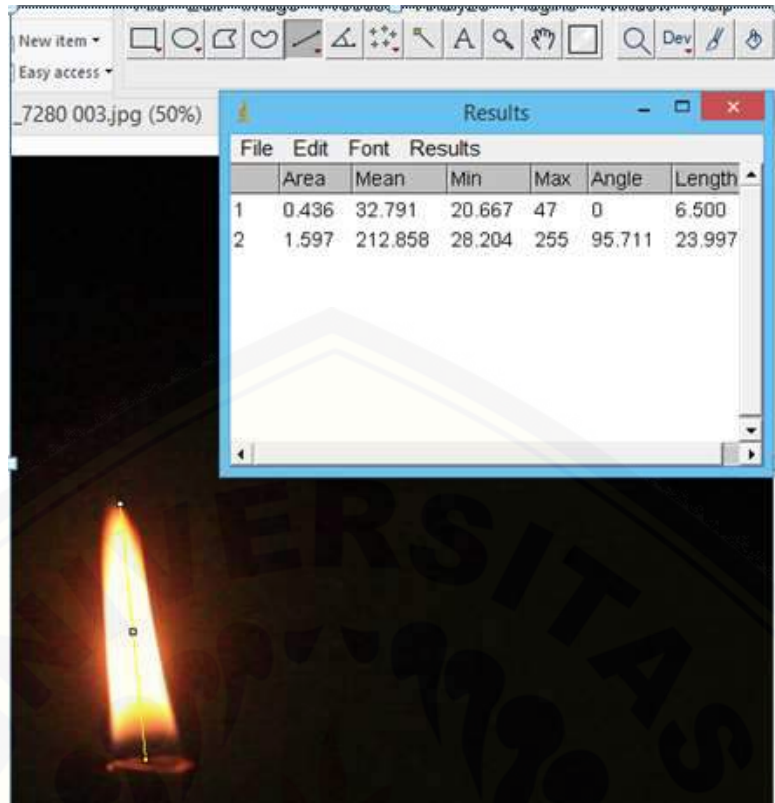 New item
Easy access
A
Dev
_7280 003.jpg (50%)
Results
File Edit Font Results
Area Mean Min Max Angle Length
1 0.436 32.791 20.667 47 0 6.500
2 1.597 212.858 28.204 255 95.711 23.997
UNIVERSITAS